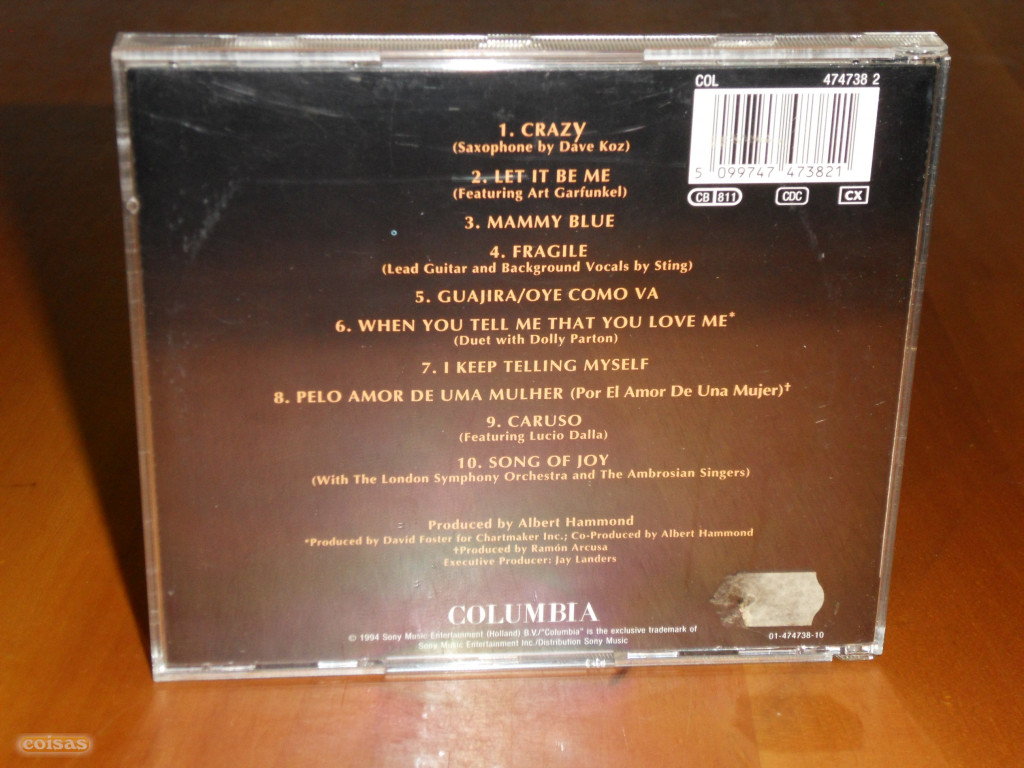 COL 474738 2
5 099747 473821
CB 811 CDC CX
1. CRAZY
(Saxophone by Dave Koz)
2. LET IT BE ME
(Featuring Art Garfunkel)
3. MAMMY BLUE
4. FRAGILE
(Lead Guitar and Background Vocals by Sting)
5. GUAJIRA/OYE COMO VA
6. WHEN YOU TELL ME THAT YOU LOVE ME*
(Duet with Dolly Parton)
7. I KEEP TELLING MYSELF
8. PELO AMOR DE UMA MULHER (Por El Amor De Una Mujer)†
9. CARUSO
(Featuring Lucio Dalla)
10. SONG OF JOY
(With The London Symphony Orchestra and The Ambrosian Singers)
Produced by Albert Hammond
*Produced by David Foster for Chartmaker Inc.; Co-Produced by Albert Hammond
†Produced by Ramón Arcusa
Executive Producer: Jay Landers
COLUMBIA
© 1994 Sony Music Entertainment (Holland) B.V./"Columbia" is the exclusive trademark of
Sony Music Entertainment Inc./Distribution Sony Music
01-474738-10
coisas